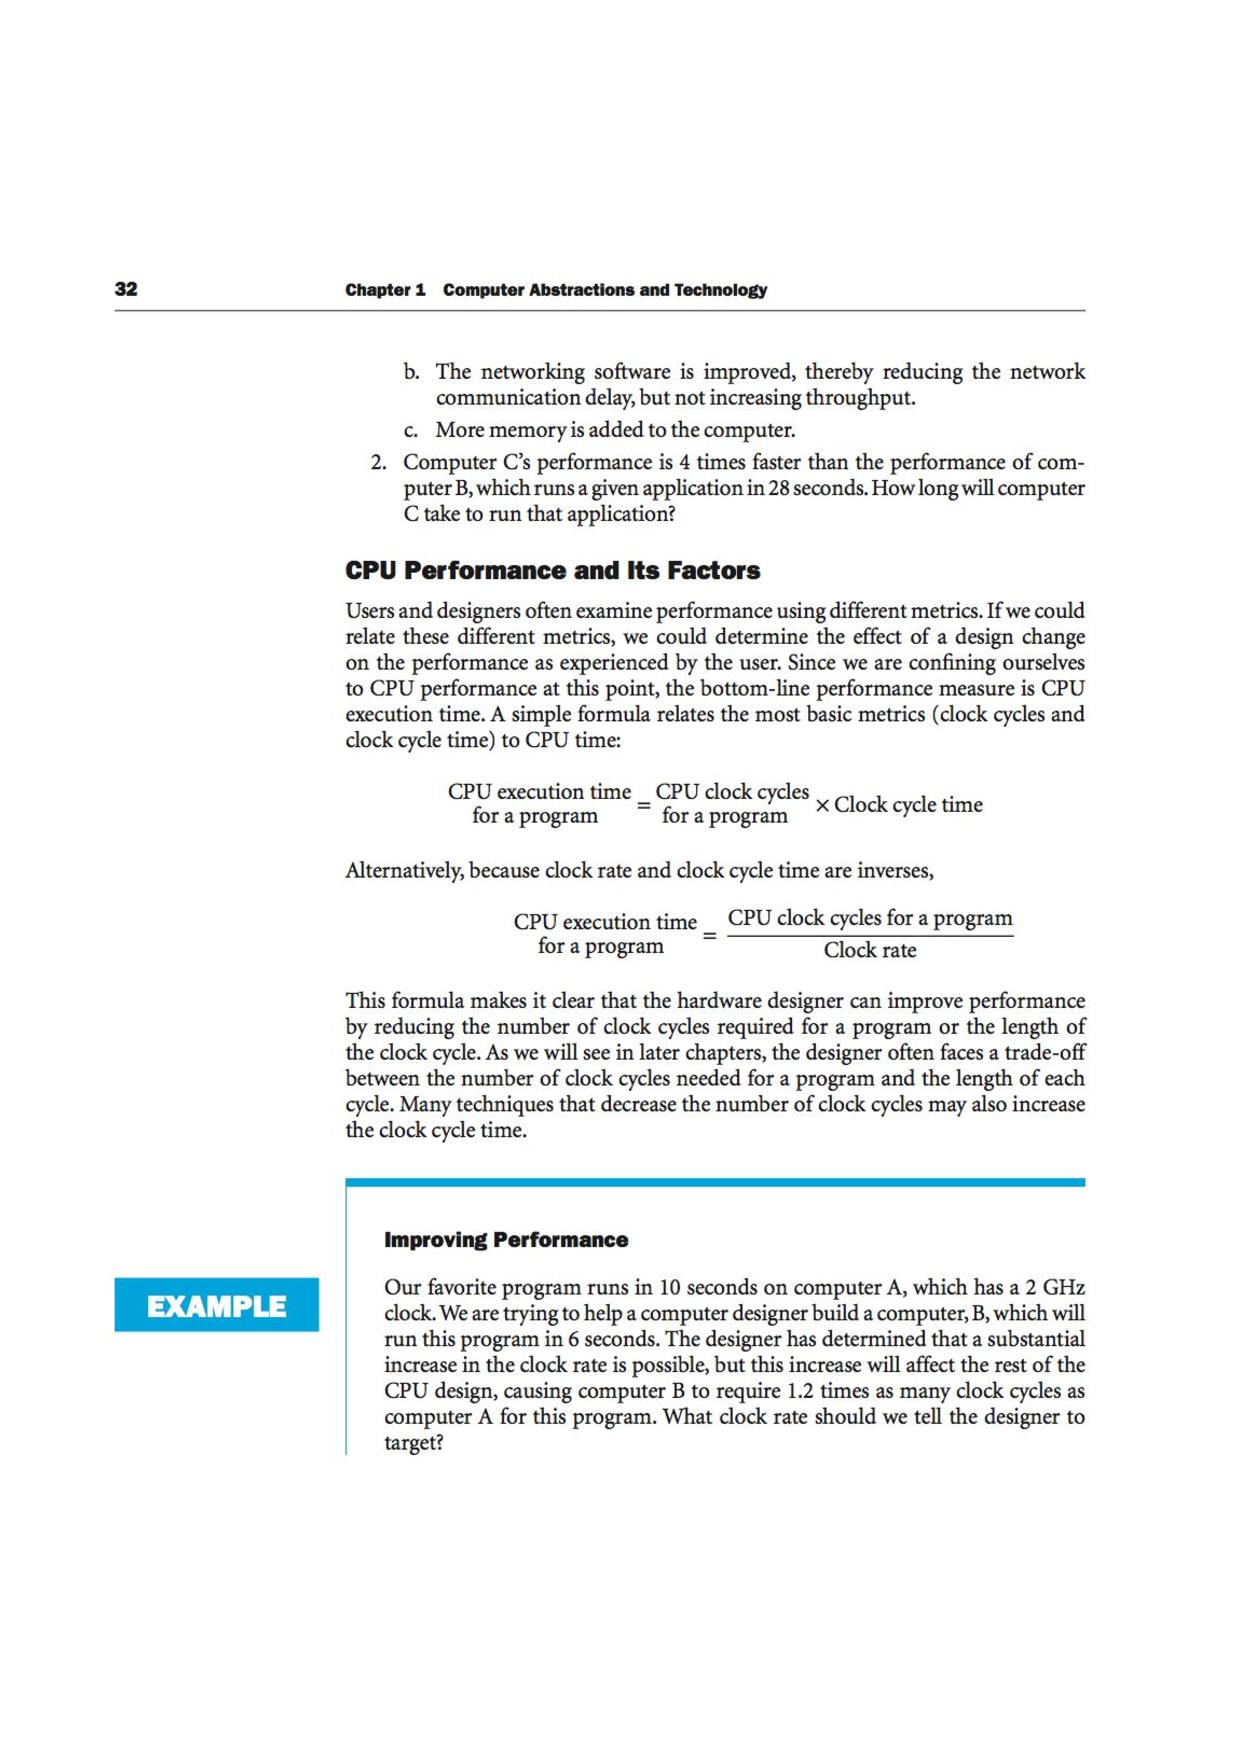 32
Chapter 1 Computer Abstractions and Technology
b. The networking software is improved, thereby reducing the network
communication delay, but not increasing throughput.
c. More memory is added to the computer.
2. Computer C’s performance is 4 times faster than the performance of com-
puter B, which runs a given application in 28 seconds. How long will computer
C take to run that application?
CPU Performance and Its Factors
Users and designers often examine performance using different metrics. If we could
relate these different metrics, we could determine the effect of a design change
on the performance as experienced by the user. Since we are confining ourselves
to CPU performance at this point, the bottom-line performance measure is CPU
execution time. A simple formula relates the most basic metrics (clock cycles and
clock cycle time) to CPU time:
CPU execution time = CPU clock cycles × Clock cycle time
for a program for a program
Alternatively, because clock rate and clock cycle time are inverses,
CPU execution time = CPU clock cycles for a program
for a program Clock rate
This formula makes it clear that the hardware designer can improve performance
by reducing the number of clock cycles required for a program or the length of
the clock cycle. As we will see in later chapters, the designer often faces a trade-off
between the number of clock cycles needed for a program and the length of each
cycle. Many techniques that decrease the number of clock cycles may also increase
the clock cycle time.
Improving Performance
EXAMPLE
Our favorite program runs in 10 seconds on computer A, which has a 2 GHz
clock. We are trying to help a computer designer build a computer, B, which will
run this program in 6 seconds. The designer has determined that a substantial
increase in the clock rate is possible, but this increase will affect the rest of the
CPU design, causing computer B to require 1.2 times as many clock cycles as
computer A for this program. What clock rate should we tell the designer to
target?